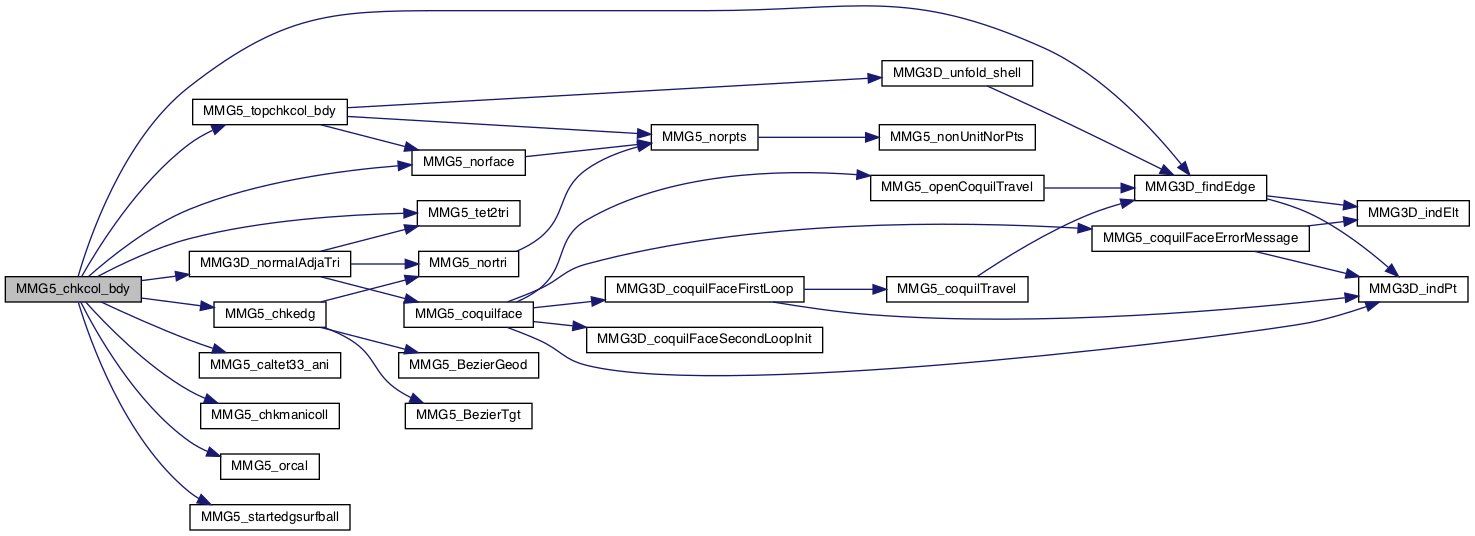 MMG5_chkcol_bdy
MMG5_topchkcol_bdy
MMG5_norface
MMG5_tet2tri
MMG3D_normalAdjaTri
MMG5_nortri
MMG5_chkedg
MMG5_coquilface
MMG5_caltet33_ani
MMG5_BezierGeod
MMG5_chkmanicoll
MMG5_BezierTgt
MMG5_orcal
MMG5_startedgsurfball
MMG3D_unfold_shell
MMG5_norpts
MMG5_nonUnitNorPts
MMG5_openCoquilTravel
MMG3D_findEdge
MMG3D_indElt
MMG5_coquilFaceErrorMessage
MMG3D_coquilFaceFirstLoop
MMG5_coquilTravel
MMG3D_indPt
MMG3D_coquilFaceSecondLoopInit